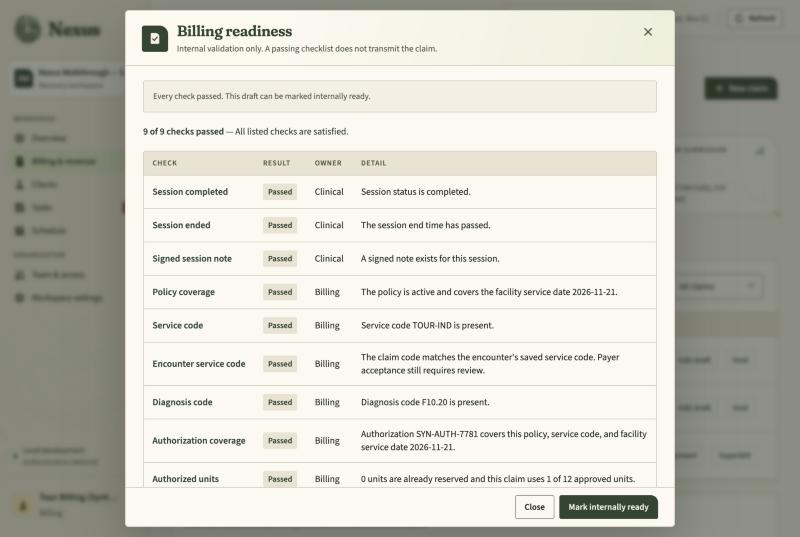 Billing readiness
Internal validation only. A passing checklist does not transmit the claim.
Every check passed. This draft can be marked internally ready.
9 of 9 checks passed — All listed checks are satisfied.
CHECK RESULT OWNER DETAIL
Session completed Passed Clinical Session status is completed.
Session ended Passed Clinical The session end time has passed.
Signed session note Passed Clinical A signed note exists for this session.
Policy coverage Passed Billing The policy is active and covers the facility service date 2026-11-21.
Service code Passed Billing Service code TOUR-IND is present.
Encounter service code Passed Billing The claim code matches the encounter's saved service code. Payer
acceptance still requires review.
Diagnosis code Passed Billing Diagnosis code F10.20 is present.
Authorization coverage Passed Billing Authorization SYN-AUTH-7781 covers this policy, service code, and facility
service date 2026-11-21.
Authorized units Passed Billing 0 units are already reserved and this claim uses 1 of 12 approved units.
Close Mark internally ready
Nexus
Overview
Billing & revenue
Clients
Tasks
Schedule
Team & access
Workspace settings
Refresh
New claim
All claims
Edit draft